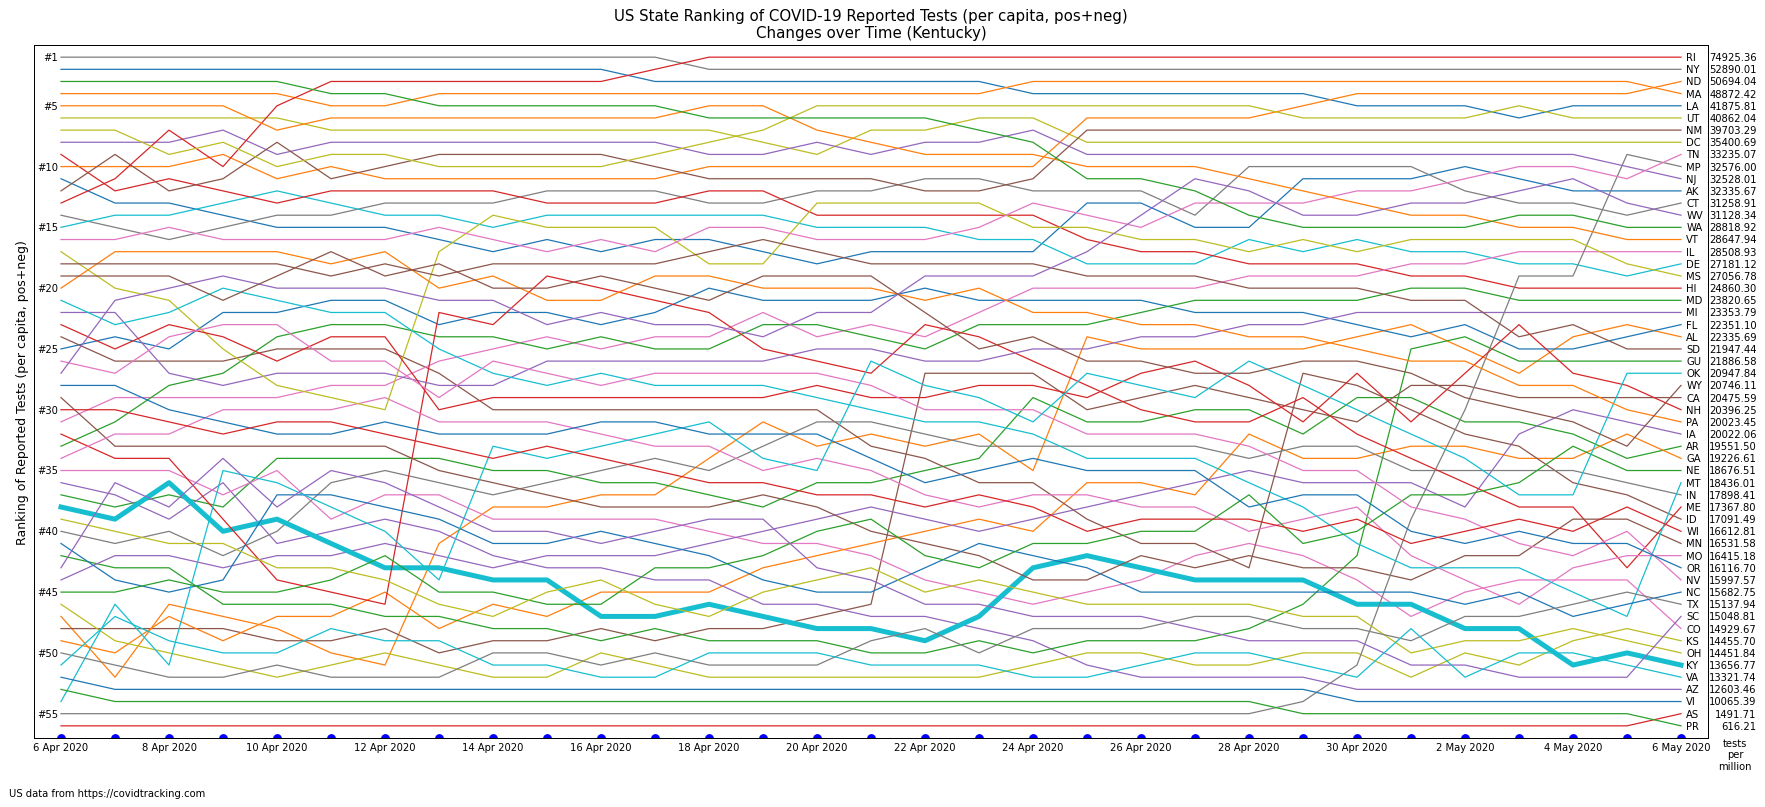 US State Ranking of COVID-19 Reported Tests (per capita, pos+neg)
Changes over Time (Kentucky)
Ranking of Reported Tests (per capita, pos+neg)
#1
#5
#10
#15
#20
#25
#30
#35
#40
#45
#50
#55
RI 74925.36
NY 52890.01
ND 50694.04
MA 48872.42
LA 41875.81
UT 40862.04
NM 39703.29
DC 35400.69
TN 33235.07
MP 32576.00
NJ 32528.01
AK 32335.67
CT 31258.91
WV 31128.34
WA 28818.92
VT 28647.94
IL 28508.93
DE 27181.12
MS 27056.78
HI 24860.30
MD 23820.65
MI 23353.79
FL 22351.10
AL 22335.69
SD 21947.44
GU 21886.58
OK 20947.84
WY 20746.11
CA 20475.59
NH 20396.25
PA 20023.45
IA 20022.06
AR 19551.50
GA 19226.61
NE 18676.51
MT 18436.01
IN 17898.41
ME 17367.80
ID 17091.49
WI 16612.81
MN 16531.58
MO 16415.18
OR 16116.70
NV 15997.57
NC 15682.75
TX 15137.94
SC 15048.81
CO 14929.67
KS 14455.70
OH 14451.84
KY 13656.77
VA 13321.74
AZ 12603.46
VI 10065.39
AS 1491.71
PR 616.21
6 Apr 2020 8 Apr 2020 10 Apr 2020 12 Apr 2020 14 Apr 2020 16 Apr 2020 18 Apr 2020 20 Apr 2020 22 Apr 2020 24 Apr 2020 26 Apr 2020 28 Apr 2020 30 Apr 2020 2 May 2020 4 May 2020 6 May 2020
tests
per
million
US data from https://covidtracking.com